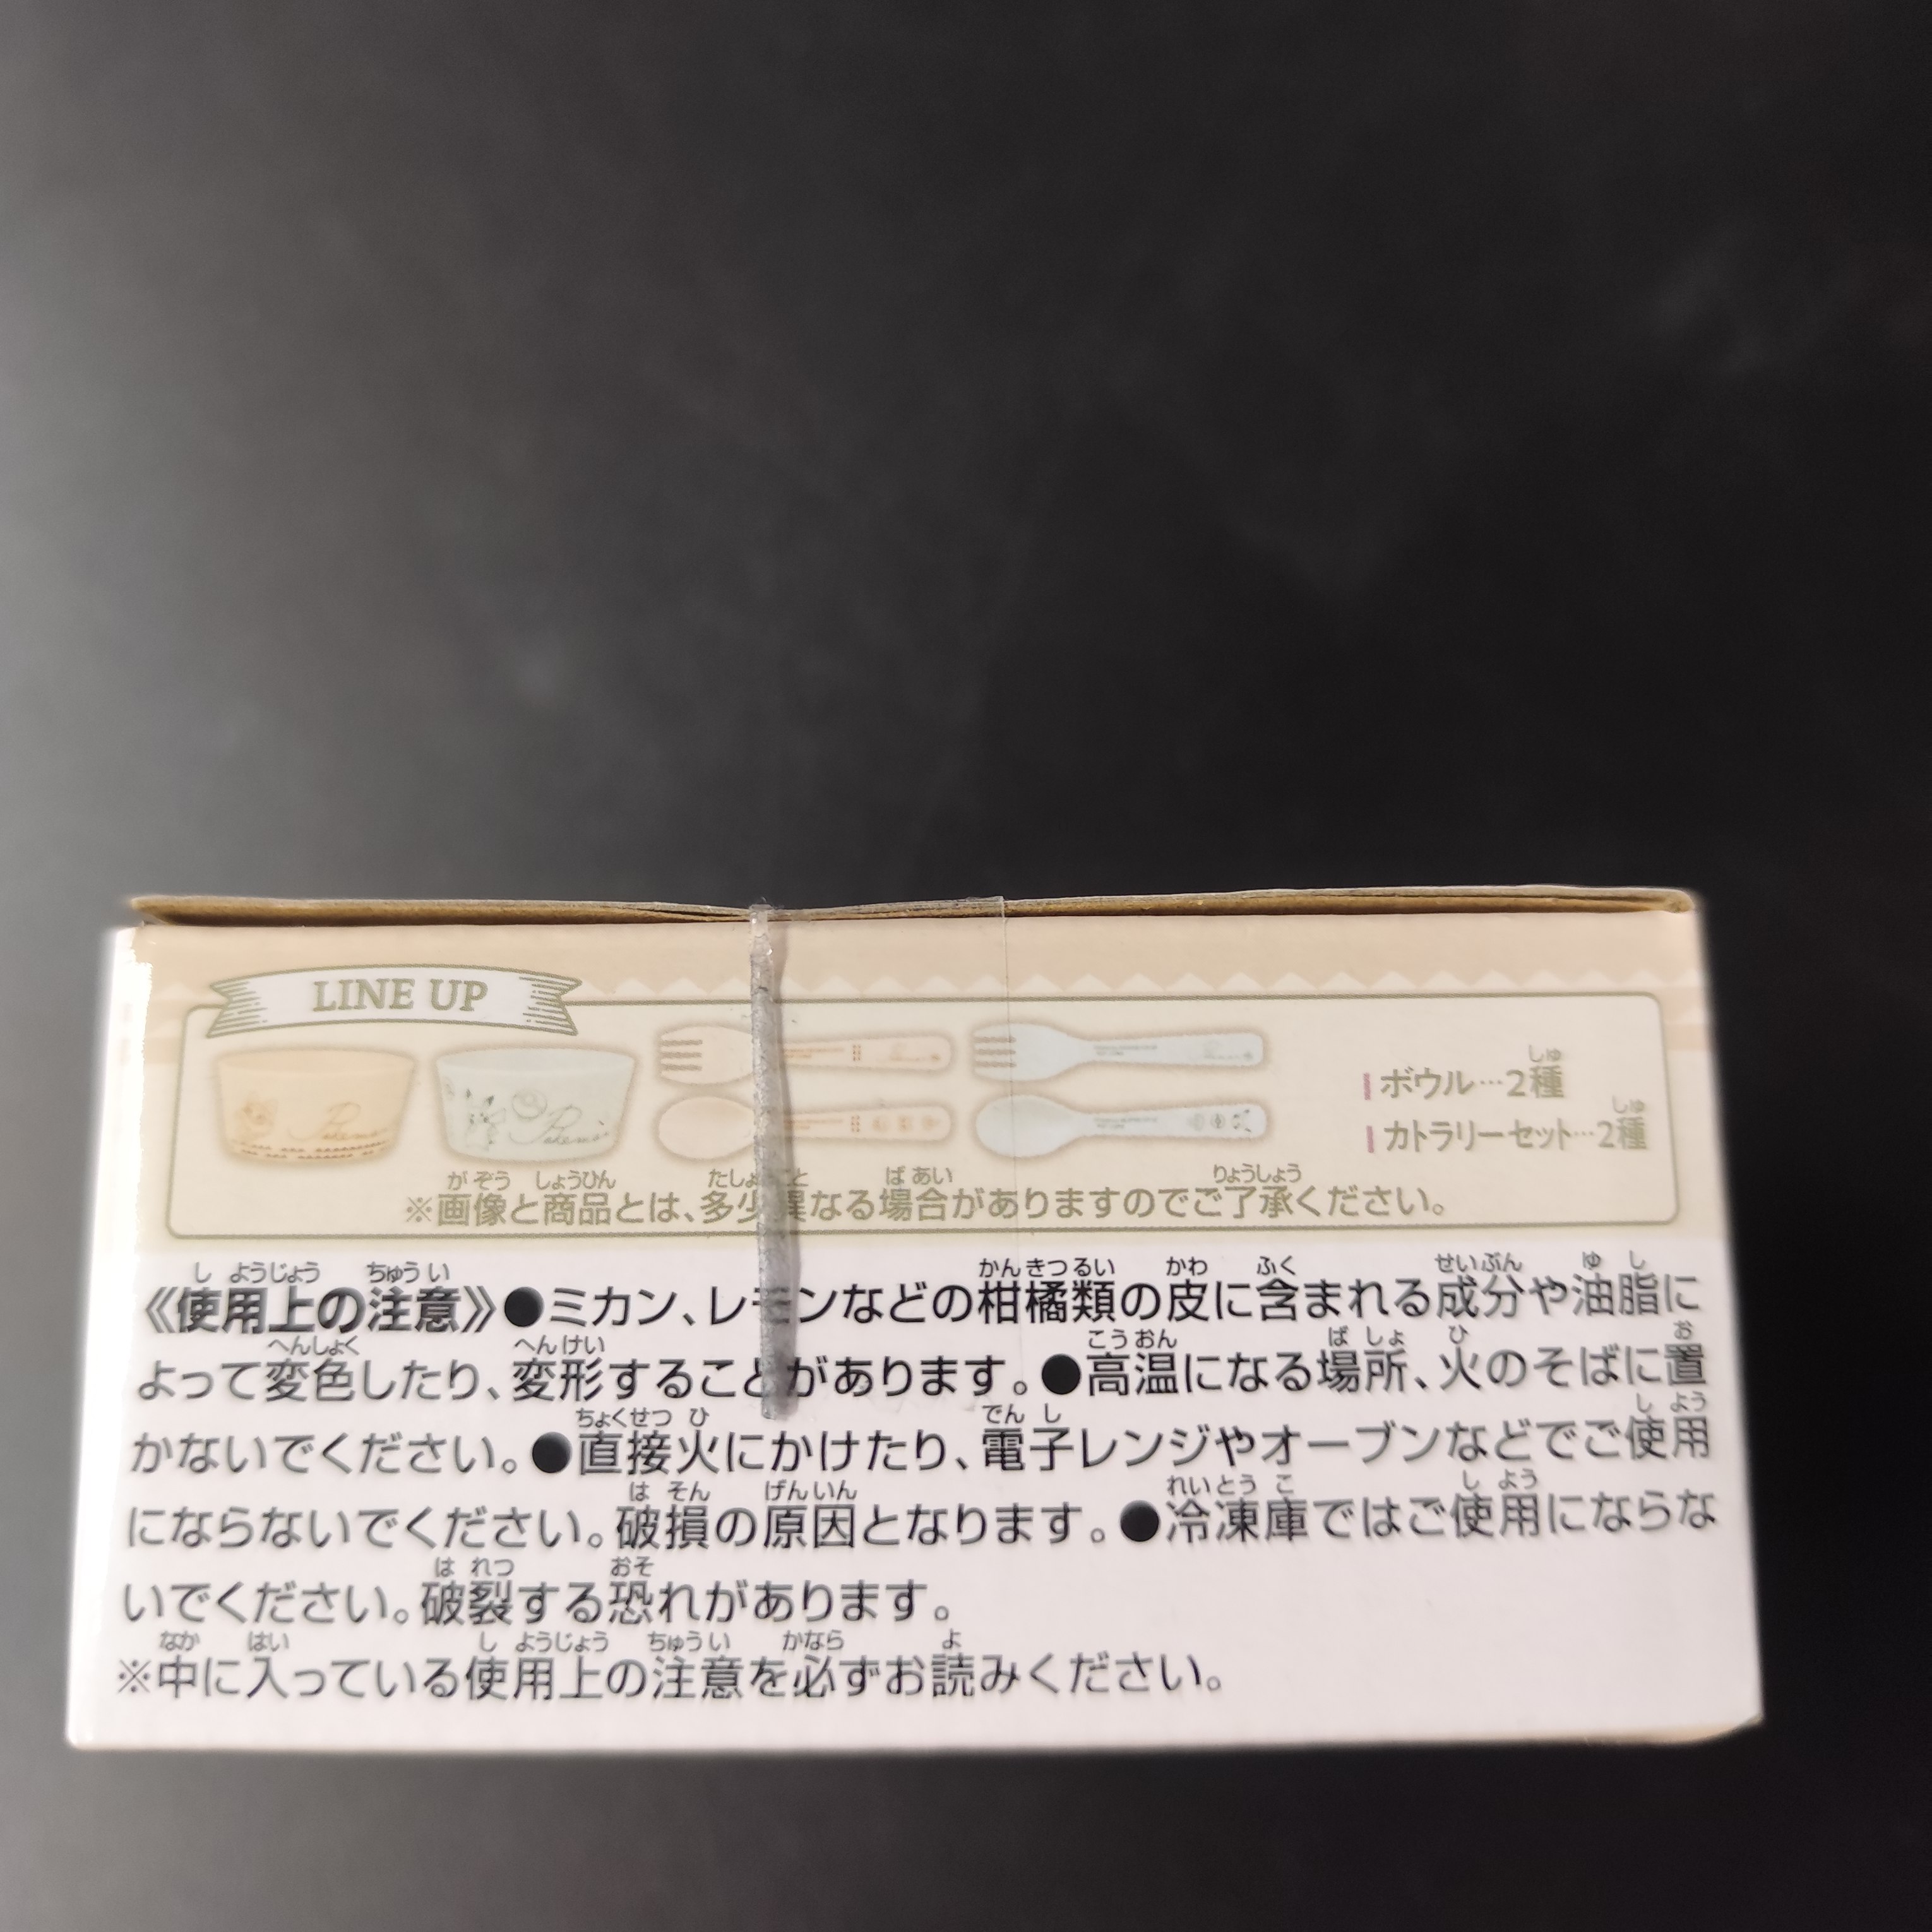 LINE UP
Pokémon
Pokémon
ボウル…2種
カトラリーセット…2種
※画像と商品とは、多少異なる場合がありますのでご了承ください。
《使用上の注意》●ミカン、レモンなどの柑橘類の皮に含まれる成分や油脂に
よって変色したり、変形することがあります。●高温になる場所、火のそばに置
かないでください。●直接火にかけたり、電子レンジやオーブンなどでご使用
にならないでください。破損の原因となります。●冷凍庫ではご使用にならな
いでください。破裂する恐れがあります。
※中に入っている使用上の注意を必ずお読みください。